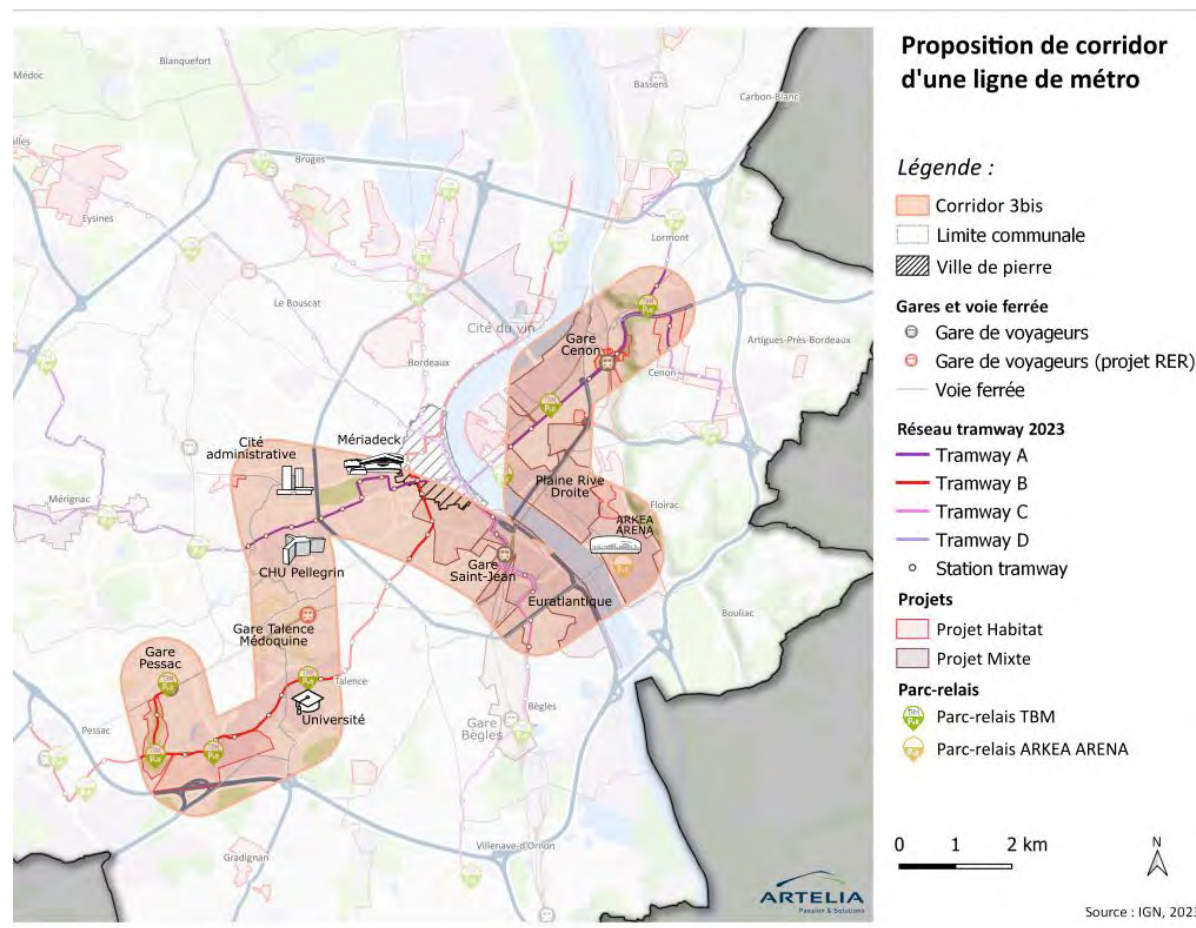 Proposition de corridor
d'une ligne de métro
Légende :
Corridor 3bis
Limite communale
Ville de pierre
Gares et voie ferrée
Gare de voyageurs
Gare de voyageurs (projet RER)
Voie ferrée
Réseau tramway 2023
Tramway A
Tramway B
Tramway C
Tramway D
Station tramway
Projets
Projet Habitat
Projet Mixte
Parc-relais
Parc-relais TBM
Parc-relais ARKEA ARENA
0 1 2 km
N
Source : IGN, 2023
Blanquefort
Médoc
Bassens
Carbon-Blanc
Bruges
Eysines
Lormont
Le Bouscat
Cité du vin
Gare
Cenon
Artigues-Près-Bordeaux
Bordeaux
Cenon
Cité
administrative
Mériadeck
Plaine Rive
Droite
Floirac
Mérignac
ARKEA
ARENA
CHU Pellegrin
Gare
Saint-Jean
Euratlantique
Bouliac
Gare Talence
Médoquine
Gare
Pessac
Talence
Université
Bègles
Gare
Bègles
Pessac
Villenave-d'Ornon
Gradignan
ARTELIA
Passion & Solutions